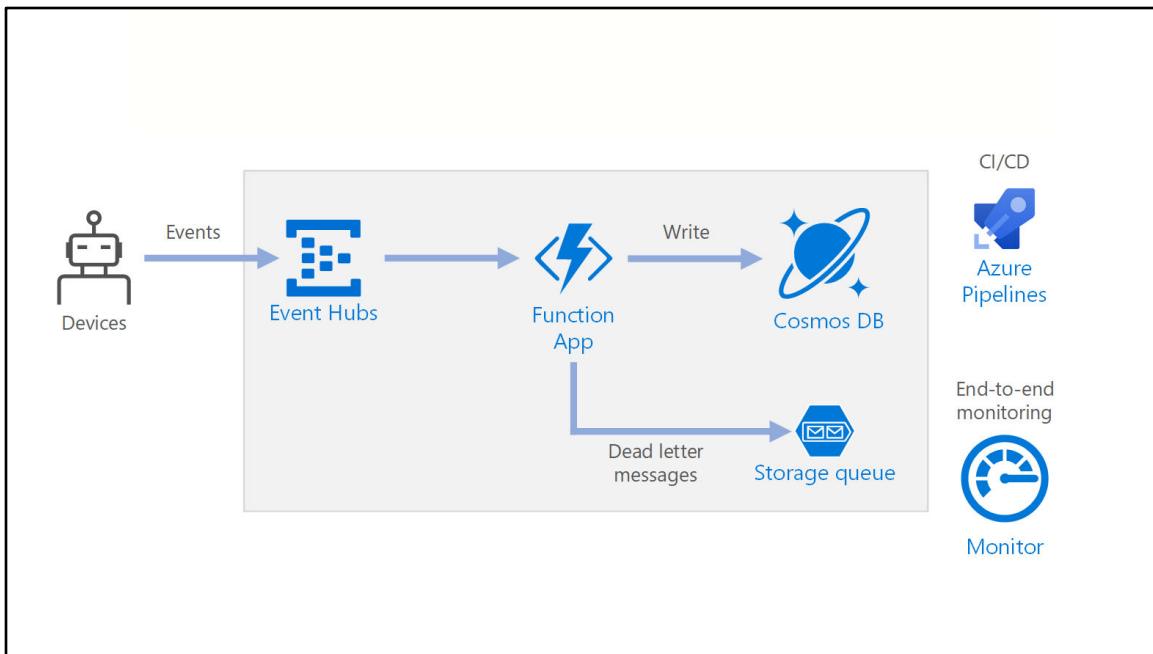 Devices
Events
Event Hubs
Function
App
Write
Cosmos DB
Dead letter
messages
Storage queue
CI/CD
Azure
Pipelines
End-to-end
monitoring
Monitor